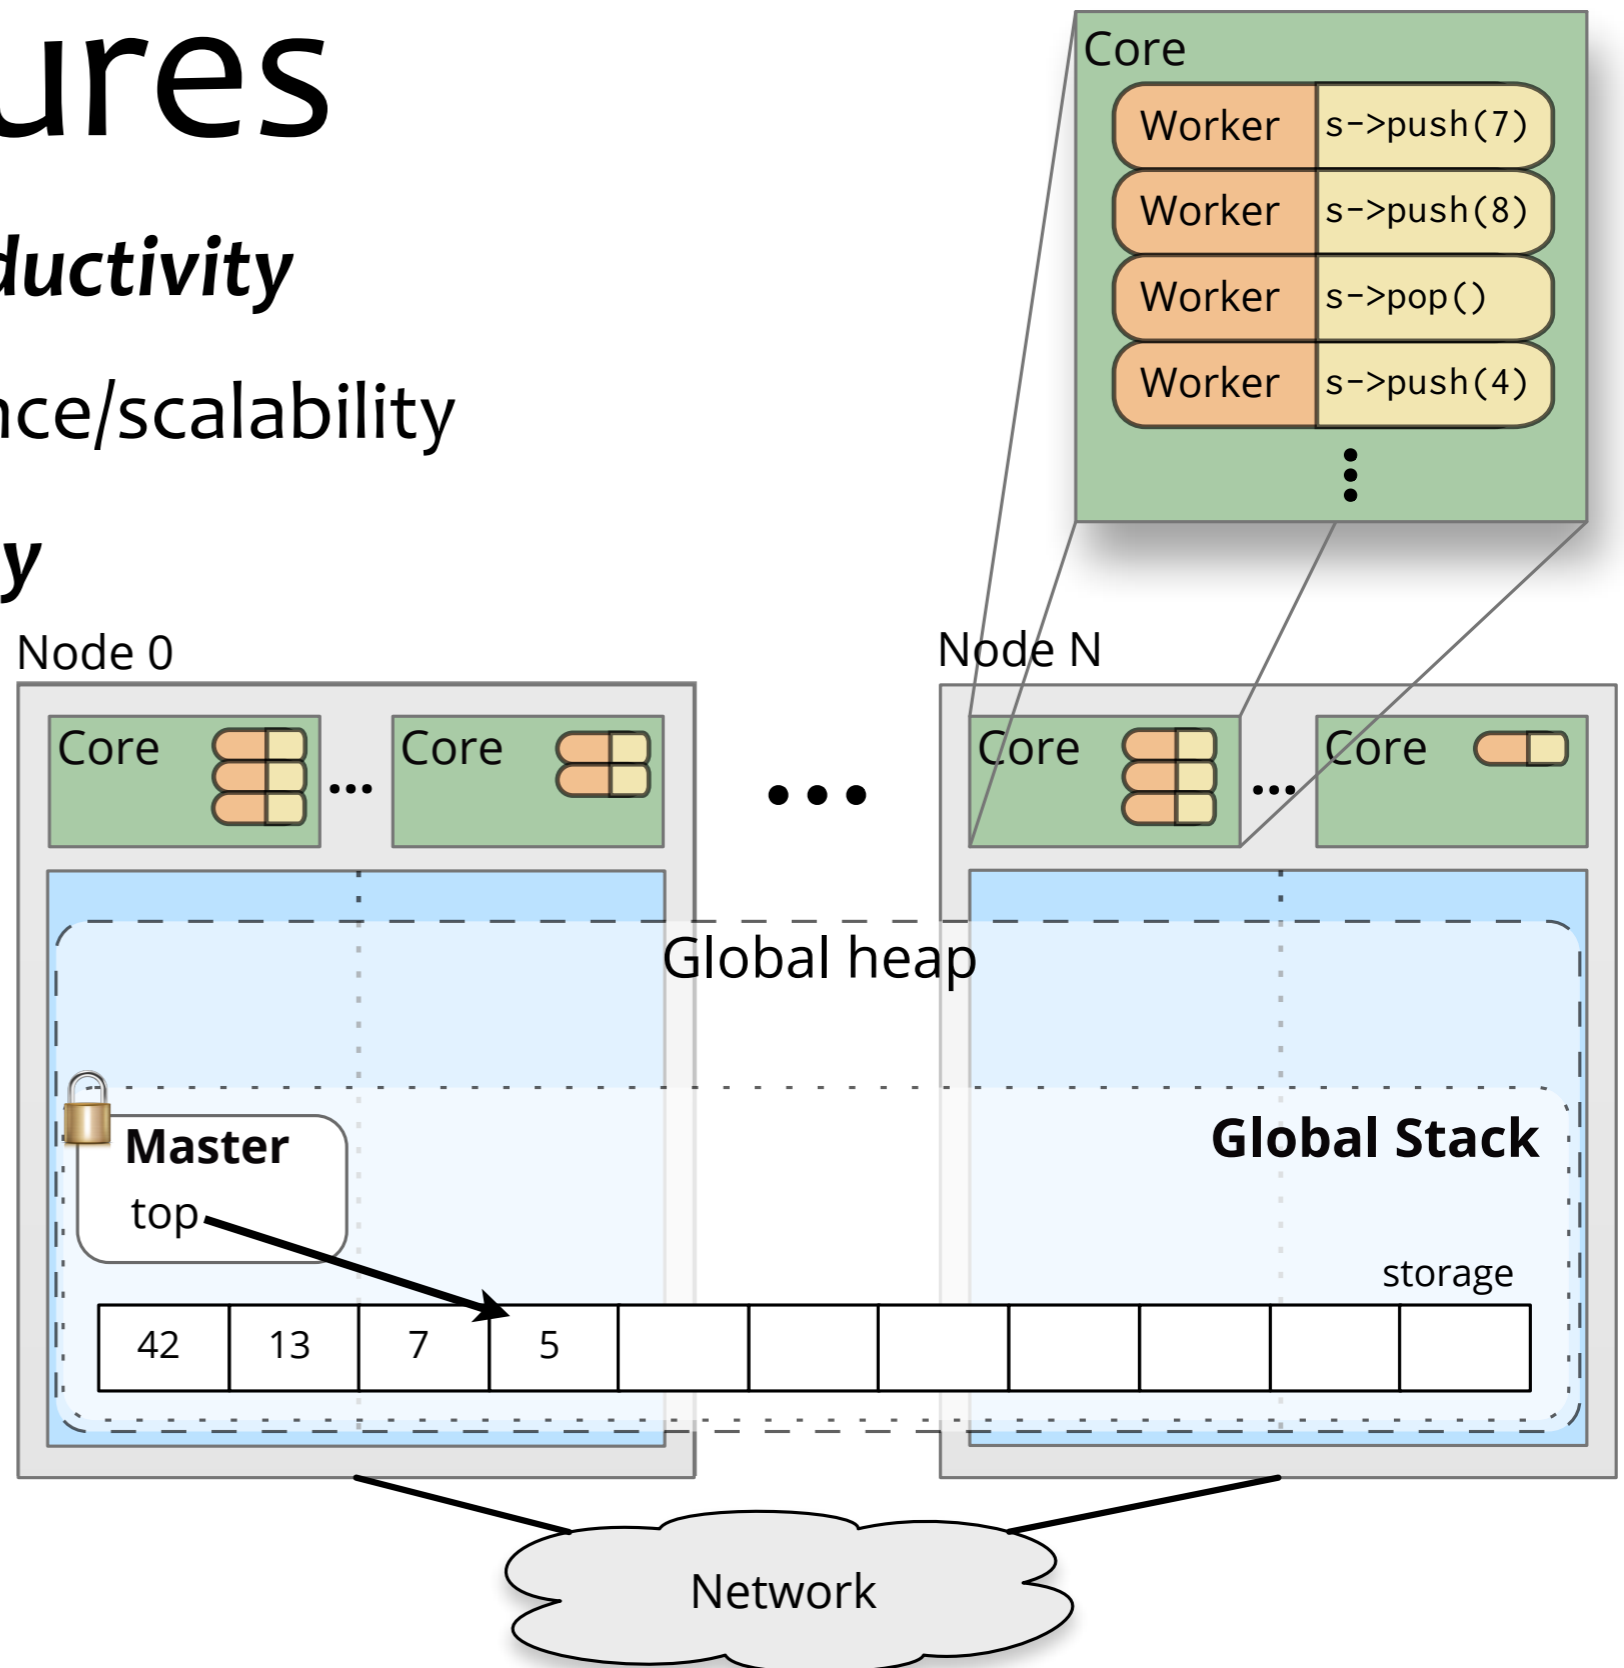 ures
ductivity
nce/scalability
y
Core
Worker s->push(7)
Worker s->push(8)
Worker s->pop()
Worker s->push(4)
Node 0
Node N
Core
Core
Core
Core
Global heap
Master
top
Global Stack
storage
42 13 7 5
Network